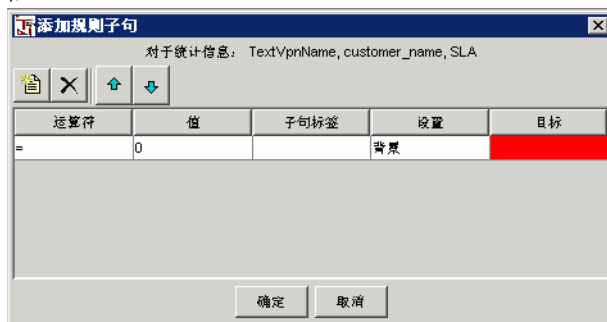 添加规则子句
对于统计信息： TextVpnName, customer_name, SLA
运算符 值 子句标签 设置 目标
= 0 背景
确定 取消